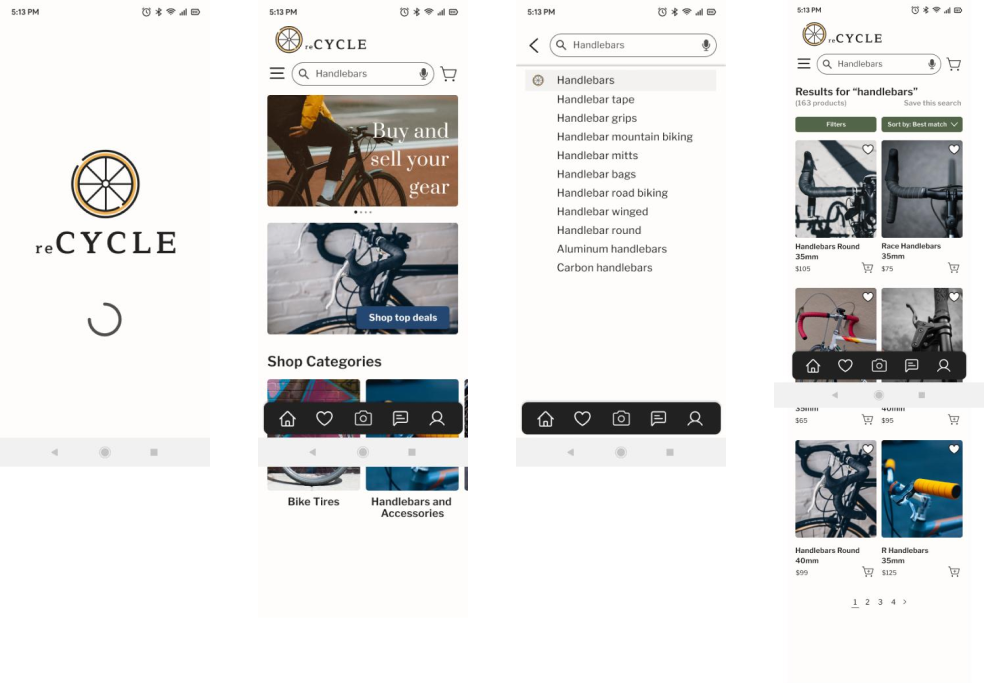 5:13 PM
reCYCLE
5:13 PM
reCYCLE
Handlebars
Buy and
sell your
gear
Shop top deals
Shop Categories
Bike Tires
Handlebars and
Accessories
5:13 PM
Handlebars
Handlebars
Handlebar tape
Handlebar grips
Handlebar mountain biking
Handlebar mitts
Handlebar bags
Handlebar road biking
Handlebar winged
Handlebar round
Aluminum handlebars
Carbon handlebars
5:13 PM
reCYCLE
Handlebars
Results for “handlebars”
(163 products) Save this search
Filters Sort by: Best match
Handlebars Round
35mm
$105
Race Handlebars
35mm
$75
35mm
$65
40mm
$95
Handlebars Round
40mm
$99
R Handlebars
35mm
$125
1 2 3 4 >